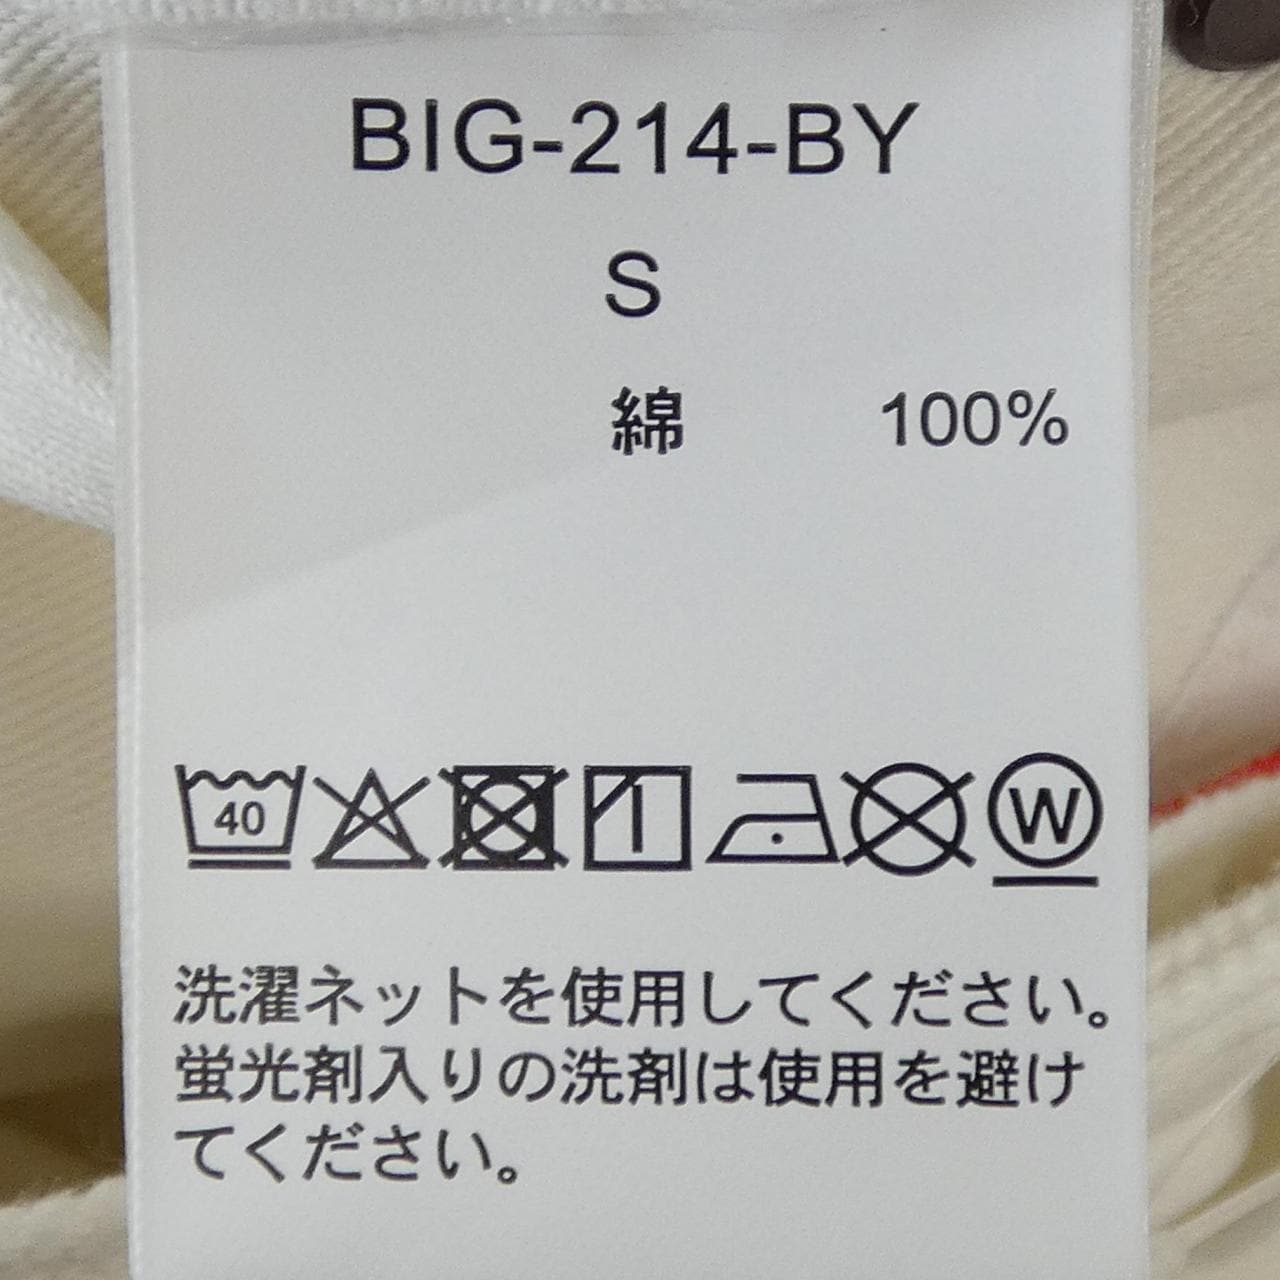 BIG-214-BY
S
綿 100%
40 W
洗濯ネットを使用してください。
蛍光剤入りの洗剤は使用を避け
てください。